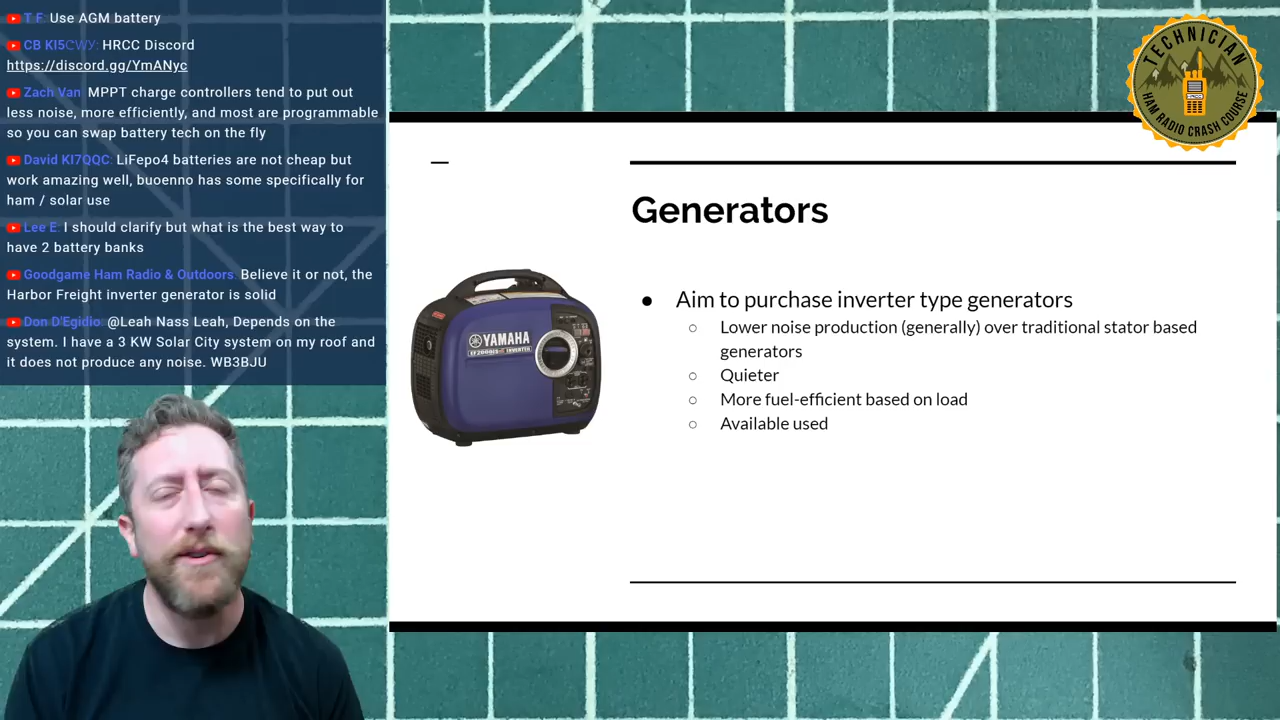 T F: Use AGM battery
CB KI5CWУ: HRCC Discord
https://discord.gg/YmANyc
Zach Van: MPPT charge controllers tend to put out
less noise, more efficiently, and most are programmable
so you can swap battery tech on the fly
David KI7QQC: LiFepo4 batteries are not cheap but
work amazing well, buoenno has some specifically for
ham / solar use
Lee E: I should clarify but what is the best way to
have 2 battery banks
Goodgame Ham Radio & Outdoors: Believe it or not, the
Harbor Freight inverter generator is solid
Don D'Egidio: @Leah Nass Leah, Depends on the
system. I have a 3 KW Solar City system on my roof and
it does not produce any noise. WB3BJU
TECHNICIAN
HAM RADIO CRASH COURSE
Generators
● Aim to purchase inverter type generators
○ Lower noise production (generally) over traditional stator based
generators
○ Quieter
○ More fuel-efficient based on load
○ Available used
YAMAHA
INVERTER